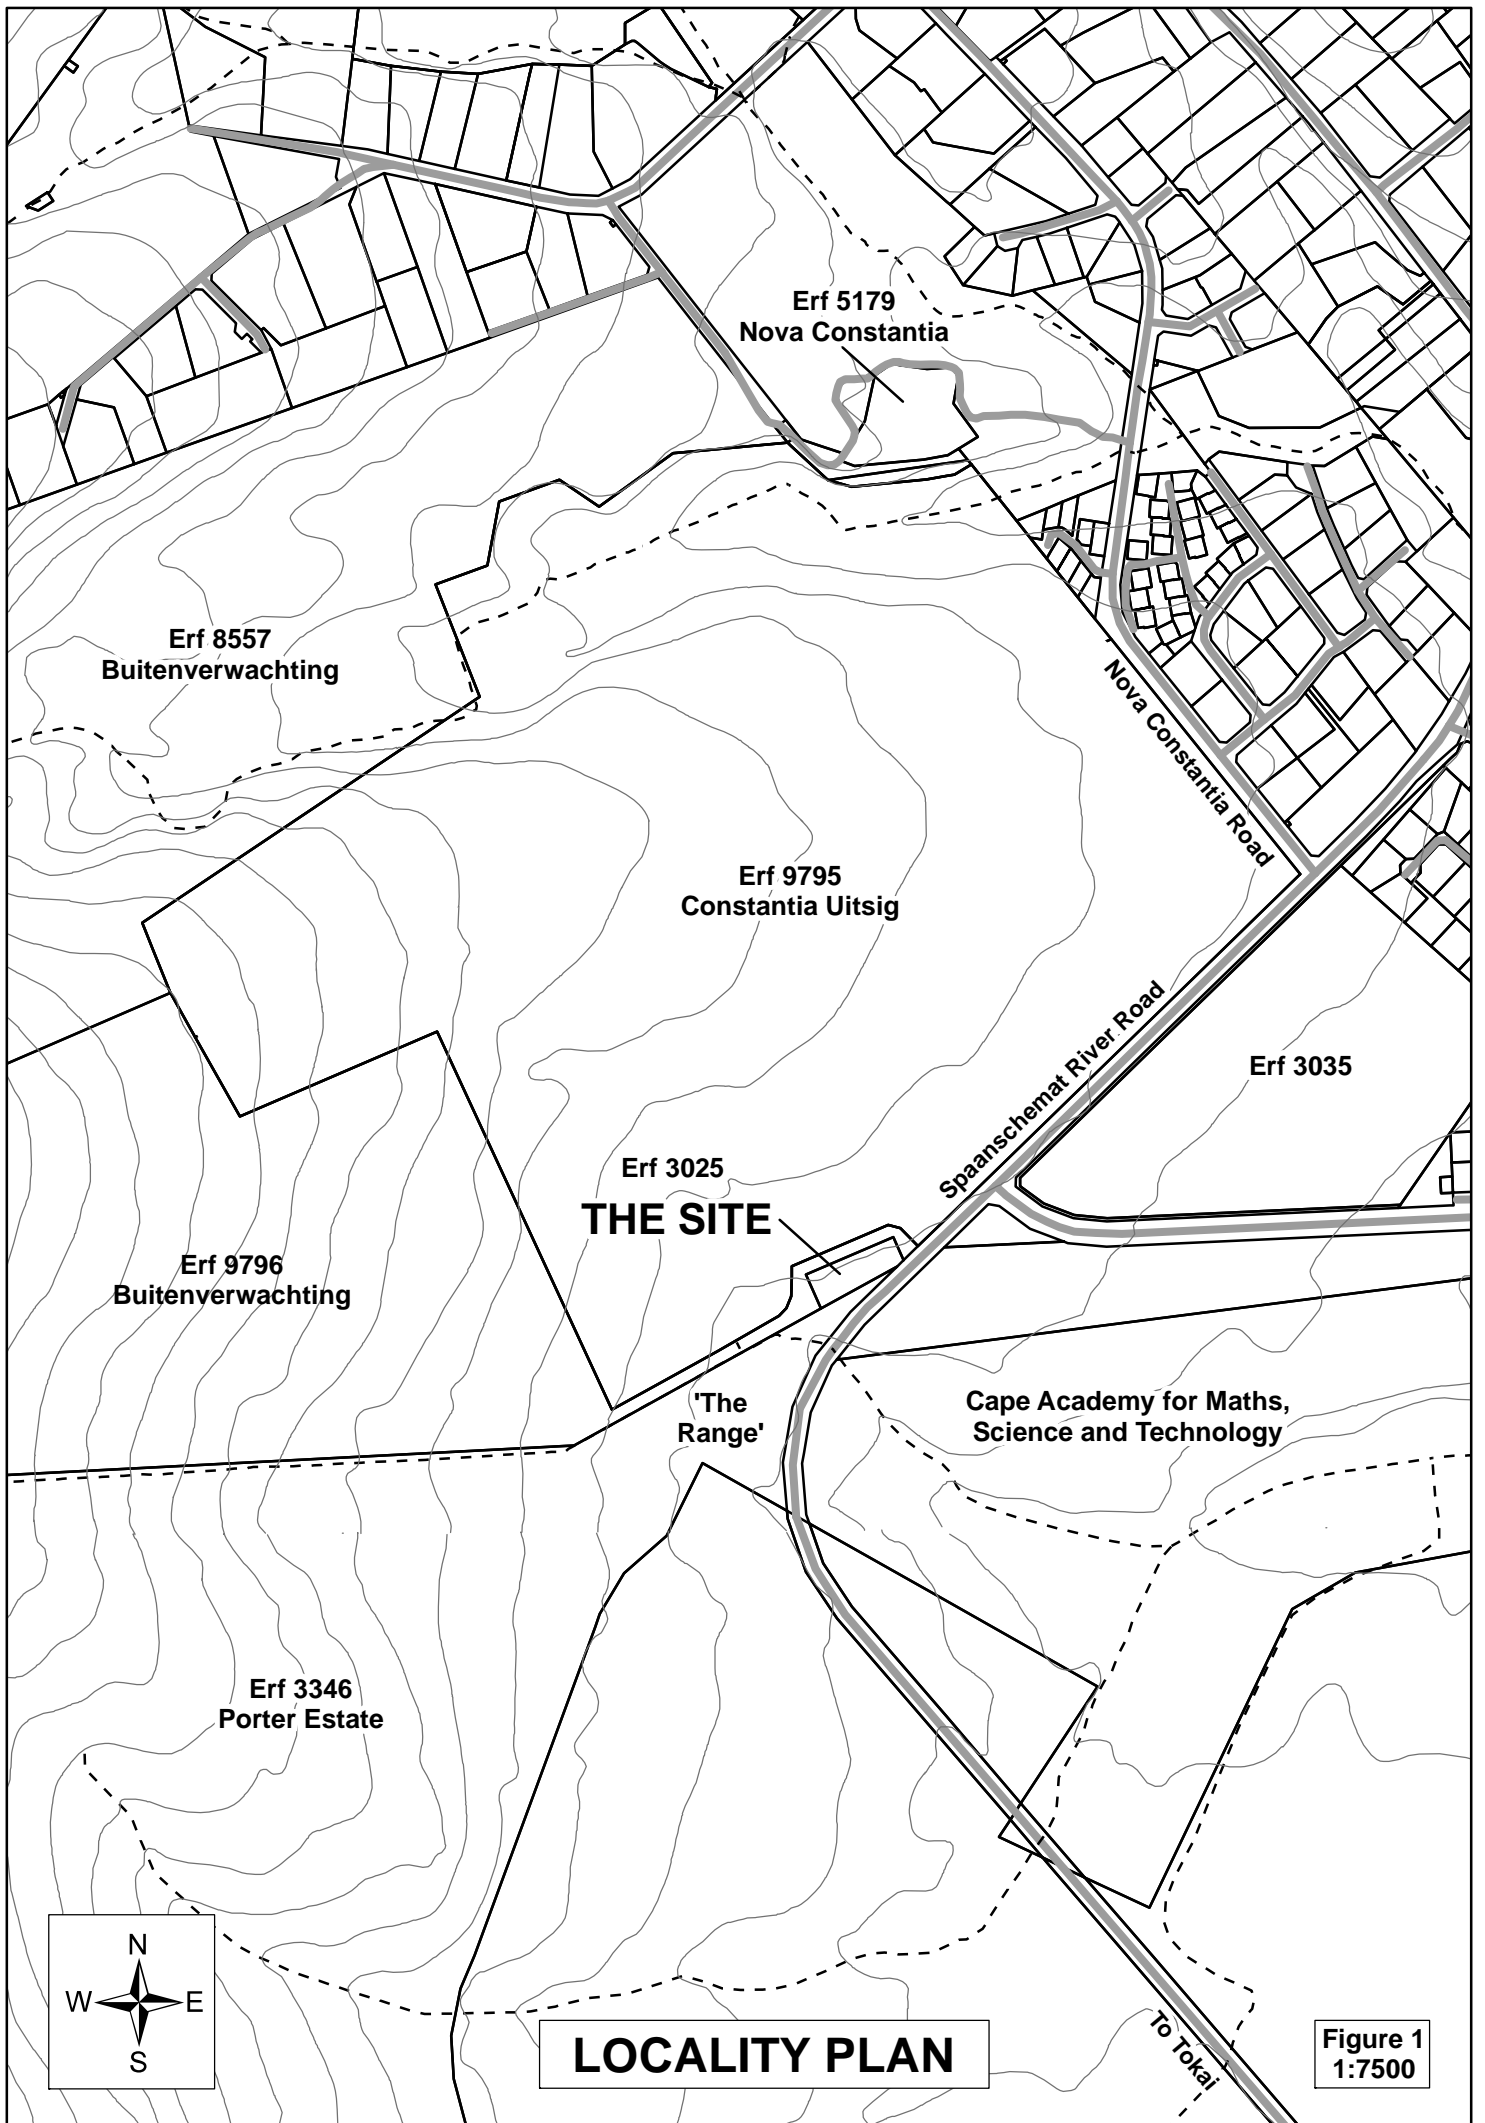 Erf 5179
Nova Constantia
Erf 8557
Buitenverwachting
Nova Constantia Road
Erf 9795
Constantia Uitsig
Spaanschemat River Road
Erf 3035
Erf 3025
THE SITE
Erf 9796
Buitenverwachting
'The
Range'
Cape Academy for Maths,
Science and Technology
Erf 3346
Porter Estate
N
W E
S
LOCALITY PLAN
To Tokai
Figure 1
1:7500